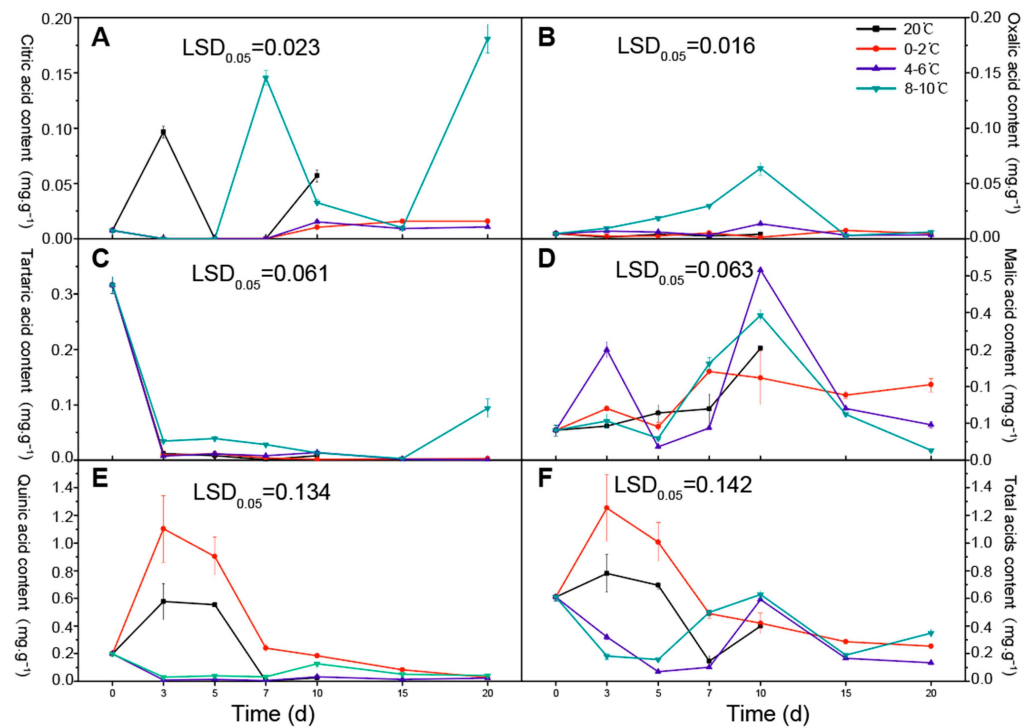 A
LSD0.05=0.023
Citric acid content (mg.g⁻¹)
0.20
0.15
0.10
0.05
0.00
B
LSD0.05=0.016
20℃
0-2℃
4-6℃
8-10℃
Oxalic acid content (mg.g⁻¹)
0.20
0.15
0.10
0.05
0.00
C
LSD0.05=0.061
Tartaric acid content (mg.g⁻¹)
0.3
0.2
0.1
0.0
D
LSD0.05=0.063
Malic acid content (mg.g⁻¹)
0.5
0.4
0.2
0.1
0.1
0.0
E
LSD0.05=0.134
Quinic acid content (mg.g⁻¹)
1.4
1.2
1.0
0.8
0.6
0.4
0.2
0.0
F
LSD0.05=0.142
Total acids content (mg.g⁻¹)
1.4
1.2
1.0
0.8
0.6
0.4
0.2
0.0
0 3 5 7 10 15 20
Time (d)
0 3 5 7 10 15 20
Time (d)